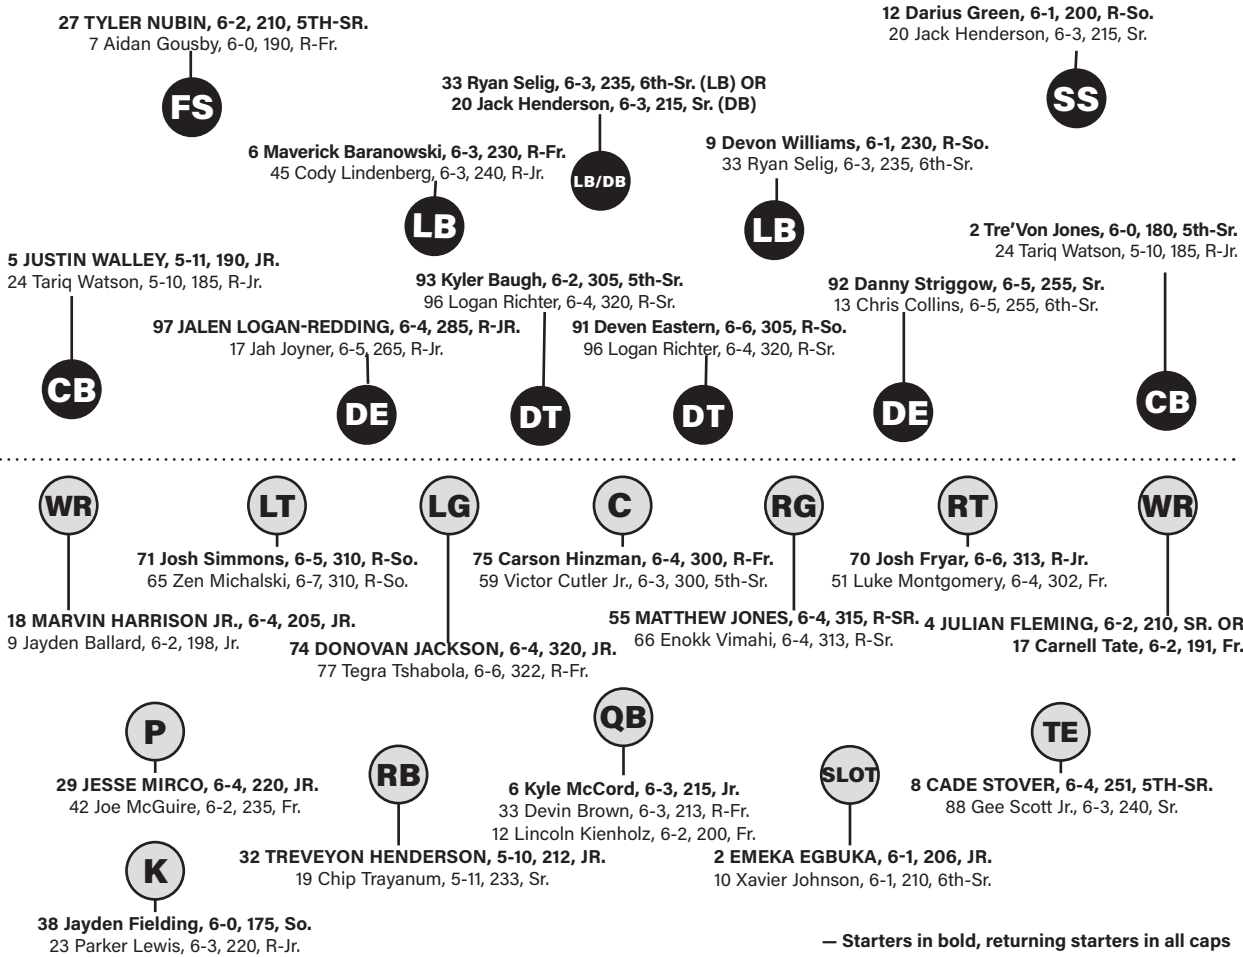 27 TYLER NUBIN, 6-2, 210, 5TH-SR.
7 Aidan Gousby, 6-0, 190, R-Fr.
FS
12 Darius Green, 6-1, 200, R-So.
20 Jack Henderson, 6-3, 215, Sr.
SS
33 Ryan Selig, 6-3, 235, 6th-Sr. (LB) OR
20 Jack Henderson, 6-3, 215, Sr. (DB)
LB/DB
6 Maverick Baranowski, 6-3, 230, R-Fr.
45 Cody Lindenberg, 6-3, 240, R-Jr.
LB
9 Devon Williams, 6-1, 230, R-So.
33 Ryan Selig, 6-3, 235, 6th-Sr.
LB
5 JUSTIN WALLEY, 5-11, 190, JR.
24 Tariq Watson, 5-10, 185, R-Jr.
CB
97 JALEN LOGAN-REDDING, 6-4, 285, R-JR.
17 Jah Joyner, 6-5, 265, R-Jr.
DE
93 Kyler Baugh, 6-2, 305, 5th-Sr.
96 Logan Richter, 6-4, 320, R-Sr.
DT
91 Deven Eastern, 6-6, 305, R-So.
96 Logan Richter, 6-4, 320, R-Sr.
DT
92 Danny Striggow, 6-5, 255, Sr.
13 Chris Collins, 6-5, 255, 6th-Sr.
DE
2 Tre'Von Jones, 6-0, 180, 5th-Sr.
24 Tariq Watson, 5-10, 185, R-Jr.
CB
WR
18 MARVIN HARRISON JR., 6-4, 205, JR.
9 Jayden Ballard, 6-2, 198, Jr.
LT
71 Josh Simmons, 6-5, 310, R-So.
65 Zen Michalski, 6-7, 310, R-So.
LG
74 DONOVAN JACKSON, 6-4, 320, JR.
77 Tegra Tshabola, 6-6, 322, R-Fr.
C
75 Carson Hinzman, 6-4, 300, R-Fr.
59 Victor Cutler Jr., 6-3, 300, 5th-Sr.
RG
55 MATTHEW JONES, 6-4, 315, R-SR.
66 Enokk Vimahi, 6-4, 313, R-Sr.
RT
70 Josh Fryar, 6-6, 313, R-Jr.
51 Luke Montgomery, 6-4, 302, Fr.
WR
4 JULIAN FLEMING, 6-2, 210, SR. OR
17 Carnell Tate, 6-2, 191, Fr.
P
29 JESSE MIRCO, 6-4, 220, JR.
42 Joe McGuire, 6-2, 235, Fr.
RB
32 TREVEYON HENDERSON, 5-10, 212, JR.
19 Chip Trayanum, 5-11, 233, Sr.
QB
6 Kyle McCord, 6-3, 215, Jr.
33 Devin Brown, 6-3, 213, R-Fr.
12 Lincoln Kienholz, 6-2, 200, Fr.
SLOT
2 EMEKA EGBUKA, 6-1, 206, JR.
10 Xavier Johnson, 6-1, 210, 6th-Sr.
TE
8 CADE STOVER, 6-4, 251, 5TH-SR.
88 Gee Scott Jr., 6-3, 240, Sr.
K
38 Jayden Fielding, 6-0, 175, So.
23 Parker Lewis, 6-3, 220, R-Jr.
— Starters in bold, returning starters in all caps